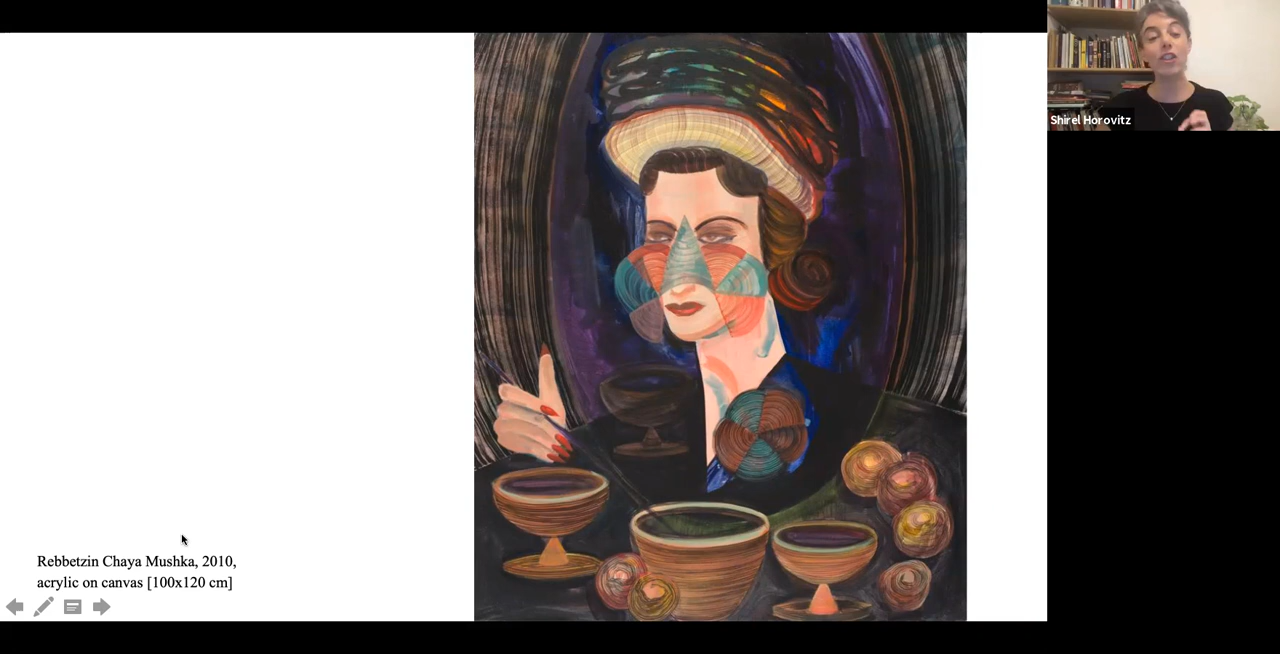 Shirel Horovitz
Rebbetzin Chaya Mushka, 2010,
acrylic on canvas [100x120 cm]